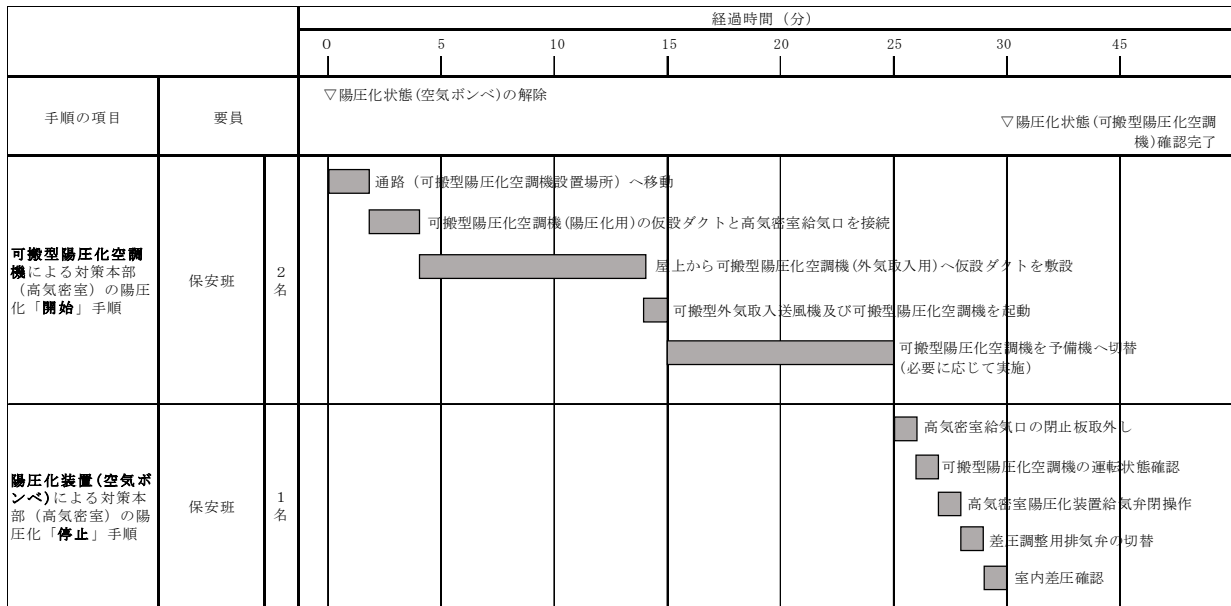 経過時間（分）
0 5 10 15 20 25 30 45
手順の項目
要員
▽陽圧化状態(空気ボンベ)の解除
▽陽圧化状態(可搬型陽圧化空調
機)確認完了
可搬型陽圧化空調
機による対策本部
（高気密室）の陽圧
化「開始」手順
保安班
2
名
通路（可搬型陽圧化空調機設置場所）へ移動
可搬型陽圧化空調機(陽圧化用)の仮設ダクトと高気密室給気口を接続
屋上から可搬型陽圧化空調機(外気取入用)へ仮設ダクトを敷設
可搬型外気取入送風機及び可搬型陽圧化空調機を起動
可搬型陽圧化空調機を予備機へ切替
(必要に応じて実施)
陽圧化装置(空気ボ
ンベ)による対策本
部（高気密室）の陽
圧化「停止」手順
保安班
1
名
高気密室給気口の閉止板取外し
可搬型陽圧化空調機の運転状態確認
高気密室陽圧化装置給気弁閉操作
差圧調整用排気弁の切替
室内差圧確認